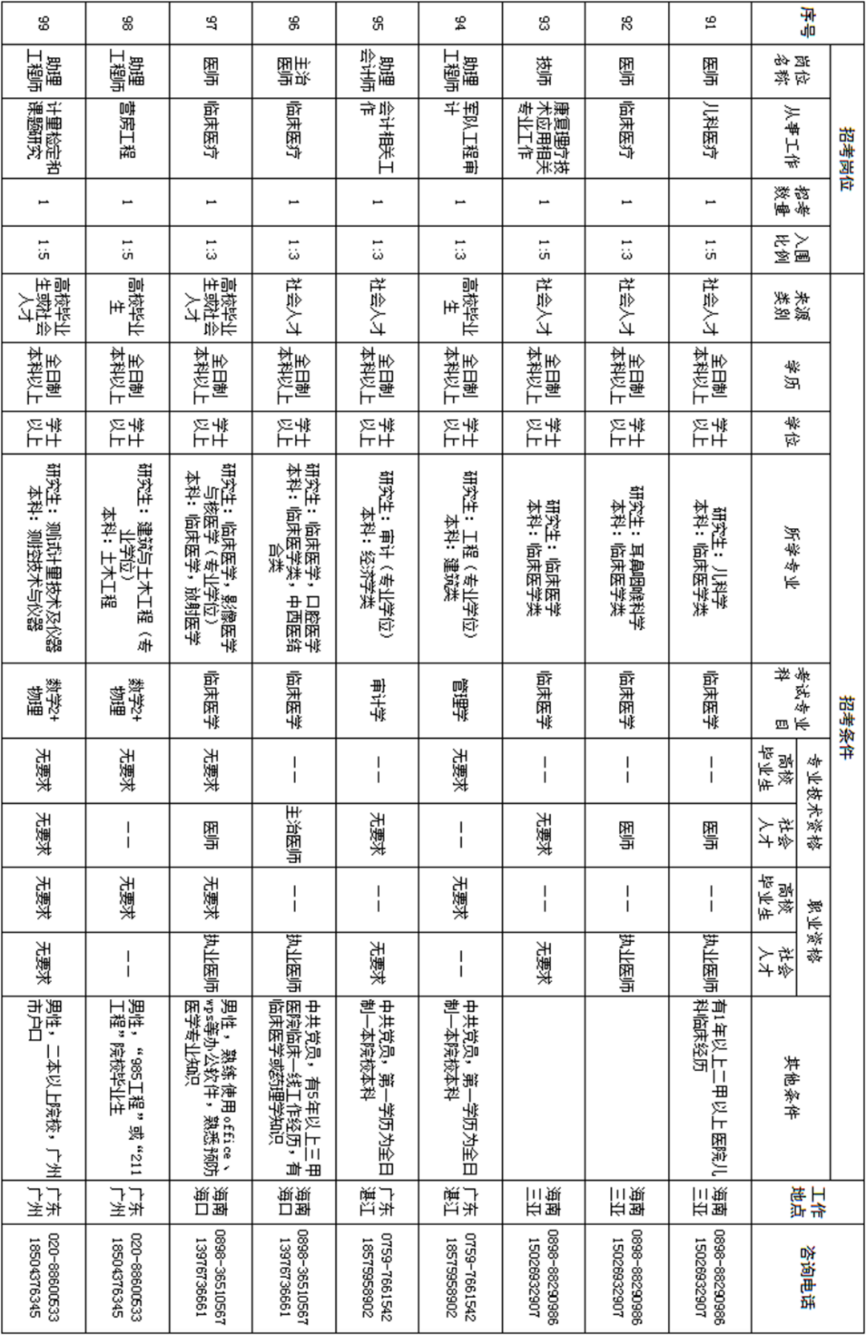 招考岗位
招考条件
工作
地点
咨询电话
序号
岗位
名称
从事工作
招考
数量
入围
比例
来源
类别
学历
学位
所学专业
考试专业
科 目
专业技术资格
职业资格
其他条件
高校
毕业生
社会
人才
高校
毕业生
社会
人才
91
医师
儿科医疗
1
1:5
社会人才
全日制
本科以上
学士
以上
研究生：儿科学
本科：临床医学类
临床医学
——
医师
——
执业医师
有1年以上二甲以上医院儿
科临床经历
海南
三亚
0898-88290986
15026932907
92
医师
临床医疗
1
1:3
社会人才
全日制
本科以上
学士
以上
研究生：耳鼻咽喉科学
本科：临床医学类
临床医学
——
医师
——
执业医师
海南
三亚
0898-88290986
15026932907
93
技师
康复理疗技
术应用相关
专业工作
1
1:5
社会人才
全日制
本科以上
学士
以上
研究生：临床医学
本科：临床医学类
临床医学
——
无要求
——
无要求
海南
三亚
0898-88290986
15026932907
94
助理
工程师
军队工程审
计
1
1:3
高校毕业
生
全日制
本科以上
学士
以上
研究生：工程（专业学位）
本科：建筑类
管理学
无要求
——
无要求
——
中共党员，第一学历为全日
制一本院校本科
广东
湛江
0759-7661542
18575958902
95
助理
会计师
会计相关工
作
1
1:3
社会人才
全日制
本科以上
学士
以上
研究生：审计（专业学位）
本科：经济学类
审计学
——
无要求
——
无要求
中共党员，第一学历为全日
制一本院校本科
广东
湛江
0759-7661542
18575958902
96
主治
医师
临床医疗
1
1:3
社会人才
全日制
本科以上
学士
以上
研究生：临床医学，口腔医学
本科：临床医学类，中西医结
合类
临床医学
——
主治医师
——
执业医师
中共党员，有5年以上三甲
医院临床一线工作经历，有
临床医学或药理学知识
海南
海口
0898-36510567
13976736661
97
医师
临床医疗
1
1:3
高校毕业
生或社会
人才
全日制
本科以上
学士
以上
研究生：临床医学，影像医学
与核医学（专业学位）
本科：临床医学，放射医学
临床医学
无要求
医师
无要求
执业医师
男性，熟练使用office、
wps等办公软件，熟悉预防
医学专业知识
海南
海口
0898-36510567
13976736661
98
助理
工程师
营房工程
1
1:5
高校毕业
生
全日制
本科以上
学士
以上
研究生：建筑与土木工程（专
业学位）
本科：土木工程
数学2+
物理
无要求
——
无要求
——
男性，“985工程”或“211
工程”院校毕业生
广东
广州
020-88600533
18504376345
99
助理
工程师
计量检定和
课题研究
1
1:5
高校毕业
生或社会
人才
全日制
本科以上
学士
以上
研究生：测试计量技术及仪器
本科：测控技术与仪器
数学2+
物理
无要求
无要求
无要求
无要求
男性，二本以上院校，广州
市户口
广东
广州
020-88600533
18504376345